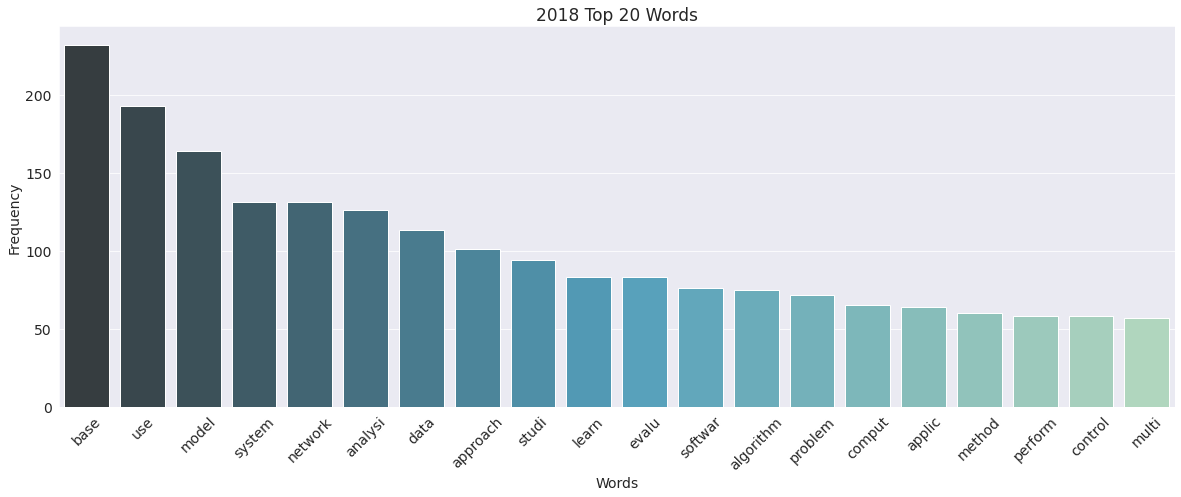 2018 Top 20 Words
Frequency
200
150
100
50
0
base use model system network analysi data approach studi learn evalu softwar algorithm problem comput applic method perform control multi
Words